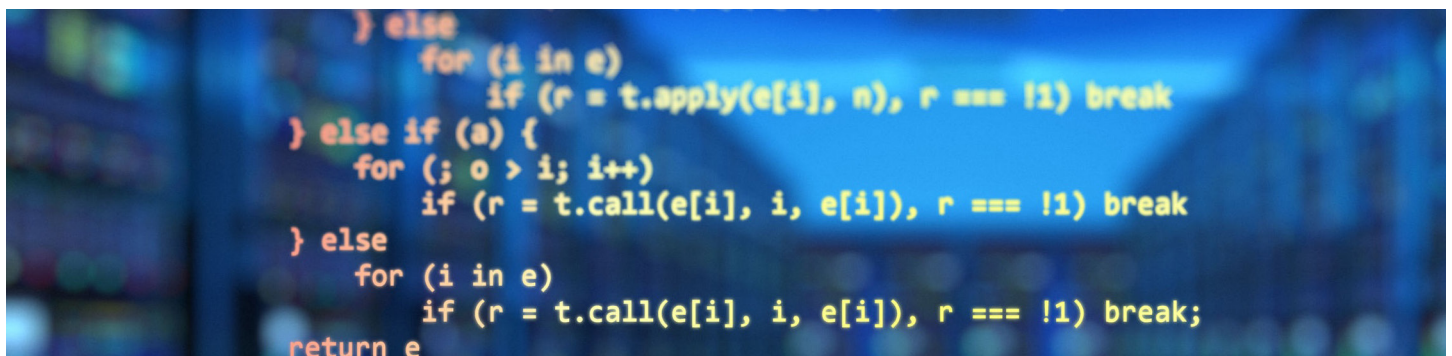 } else
for (i in e)
if (r = t.apply(e[i], n), r === !1) break
} else if (a) {
for (; o > i; i++)
if (r = t.call(e[i], i, e[i]), r === !1) break
} else
for (i in e)
if (r = t.call(e[i], i, e[i]), r === !1) break;
return e